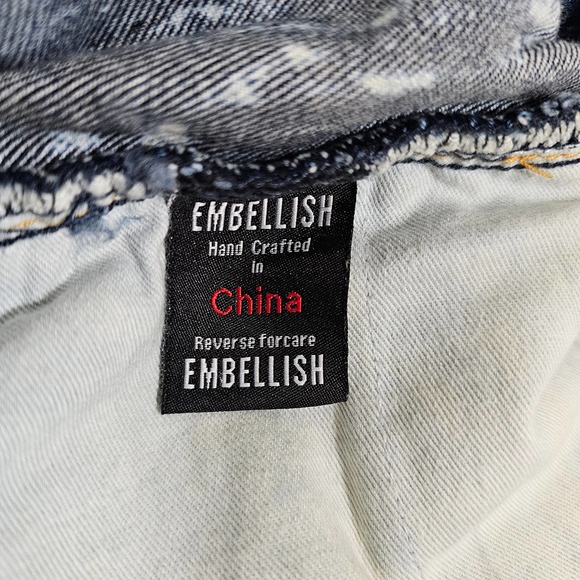 EMBELLISH
Hand Crafted
in
China
Reverse forcare
EMBELLISH